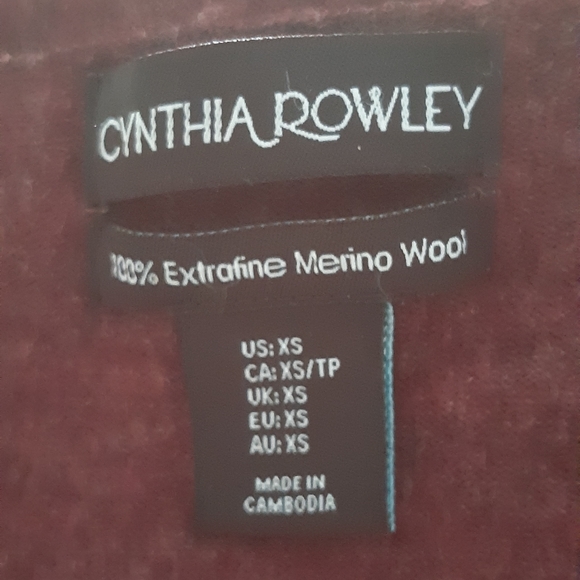 CYNTHIA ROWLEY
100% Extrafine Merino Wool
US: XS
CA: XS/TP
UK: XS
EU: XS
AU: XS
MADE IN
CAMBODIA